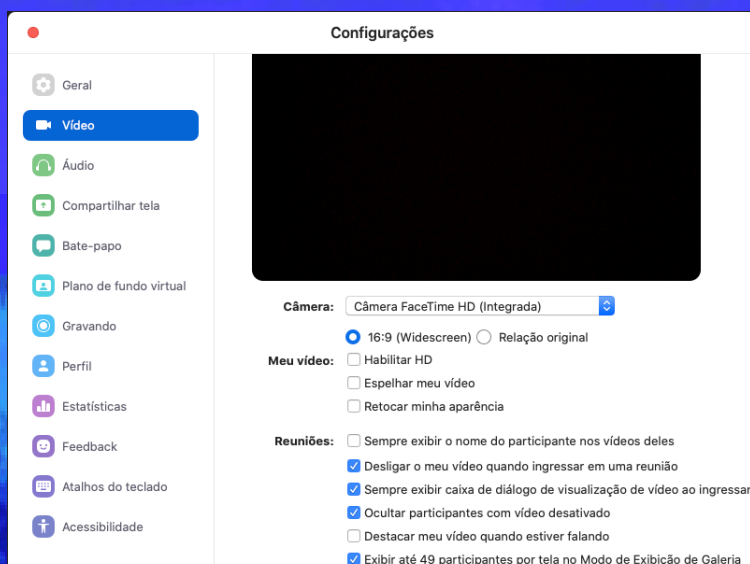 Configurações
Geral
Vídeo
Áudio
Compartilhar tela
Bate-papo
Plano de fundo virtual
Gravando
Perfil
Estatísticas
Feedback
Atalhos do teclado
Acessibilidade
Câmera: Câmera FaceTime HD (Integrada)
16:9 (Widescreen) Relação original
Meu vídeo: Habilitar HD
Espelhar meu vídeo
Retocar minha aparência
Reuniões: Sempre exibir o nome do participante nos vídeos deles
Desligar o meu vídeo quando ingressar em uma reunião
Sempre exibir caixa de diálogo de visualização de vídeo ao ingressar
Ocultar participantes com vídeo desativado
Destacar meu vídeo quando estiver falando
Exibir até 49 participantes por tela no Modo de Exibição de Galeria